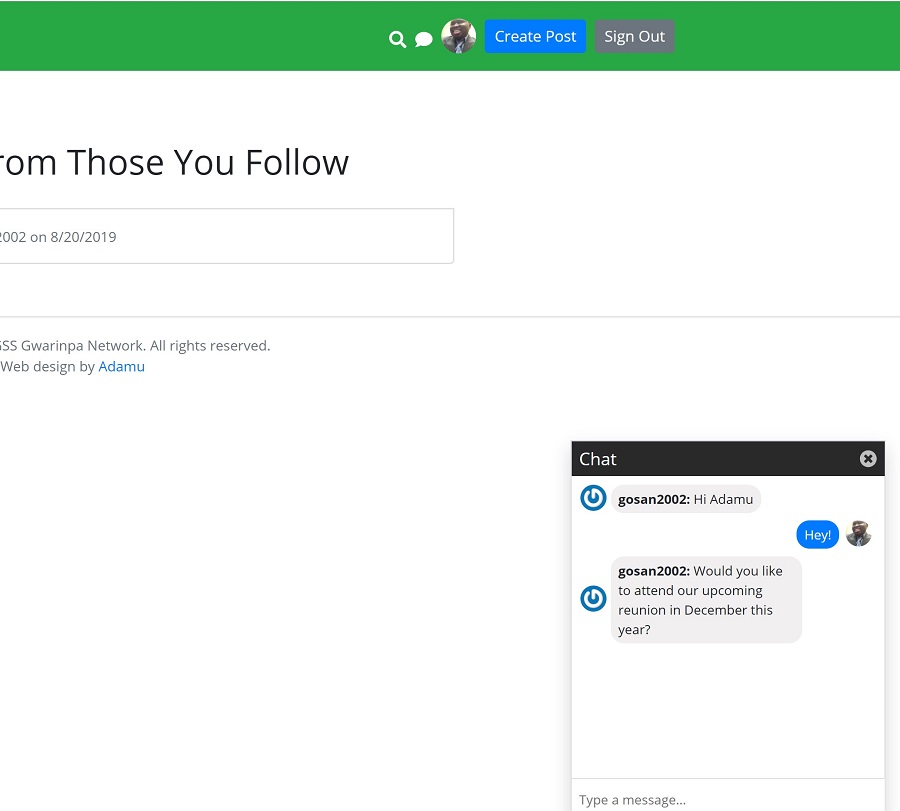 Create Post Sign Out
rom Those You Follow
2002 on 8/20/2019
SS Gwarinpa Network. All rights reserved.
Web design by Adamu
Chat
gosan2002: Hi Adamu
Hey!
gosan2002: Would you like
to attend our upcoming
reunion in December this
year?
Type a message...